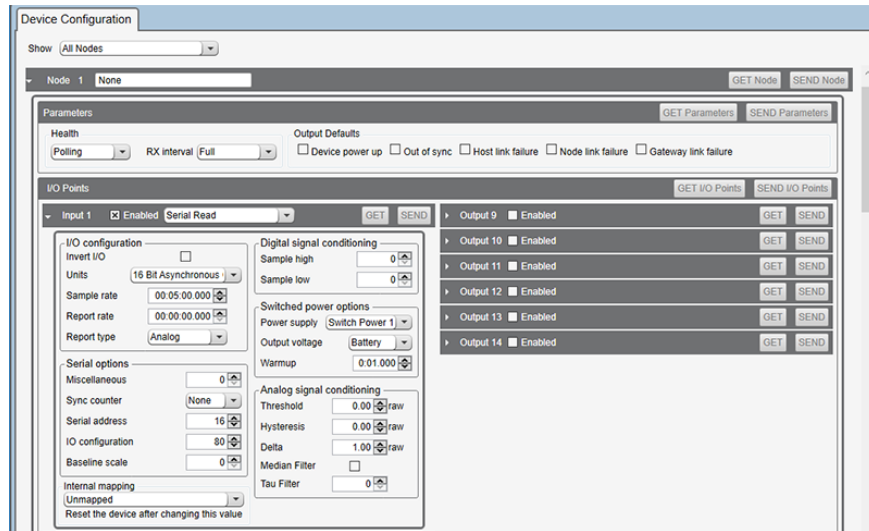 Device Configuration
Show All Nodes
Node 1 None GET Node SEND Node
Parameters GET Parameters SEND Parameters
Health Output Defaults
Polling RX interval Full Device power up Out of sync Host link failure Node link failure Gateway link failure
I/O Points GET I/O Points SEND I/O Points
Input 1 Enabled Serial Read GET SEND
I/O configuration
Invert I/O
Units 16 Bit Asynchronous
Sample rate 00:05:00.000
Report rate 00:00:00.000
Report type Analog
Serial options
Miscellaneous 0
Sync counter None
Serial address 16
IO configuration 80
Baseline scale 0
Internal mapping
Unmapped
Reset the device after changing this value
Digital signal conditioning
Sample high 0
Sample low 0
Switched power options
Power supply Switch Power 1
Output voltage Battery
Warmup 0:01.000
Analog signal conditioning
Threshold 0.00 raw
Hysteresis 0.00 raw
Delta 1.00 raw
Median Filter
Tau Filter 0
Output 9 Enabled GET SEND
Output 10 Enabled GET SEND
Output 11 Enabled GET SEND
Output 12 Enabled GET SEND
Output 13 Enabled GET SEND
Output 14 Enabled GET SEND